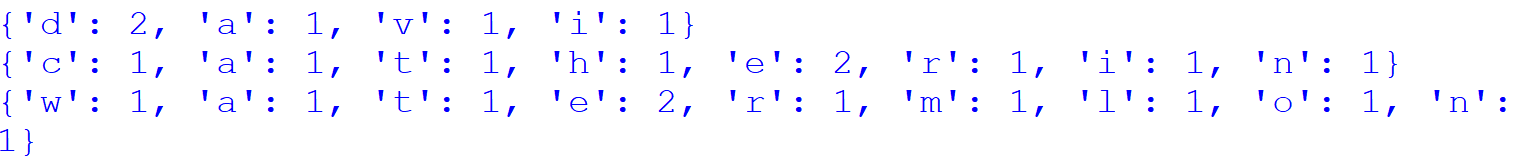 {'d': 2, 'a': 1, 'v': 1, 'i': 1}
{'c': 1, 'a': 1, 't': 1, 'h': 1, 'e': 2, 'r': 1, 'i': 1, 'n': 1}
{'w': 1, 'a': 1, 't': 1, 'e': 2, 'r': 1, 'm': 1, 'l': 1, 'o': 1, 'n':
1}